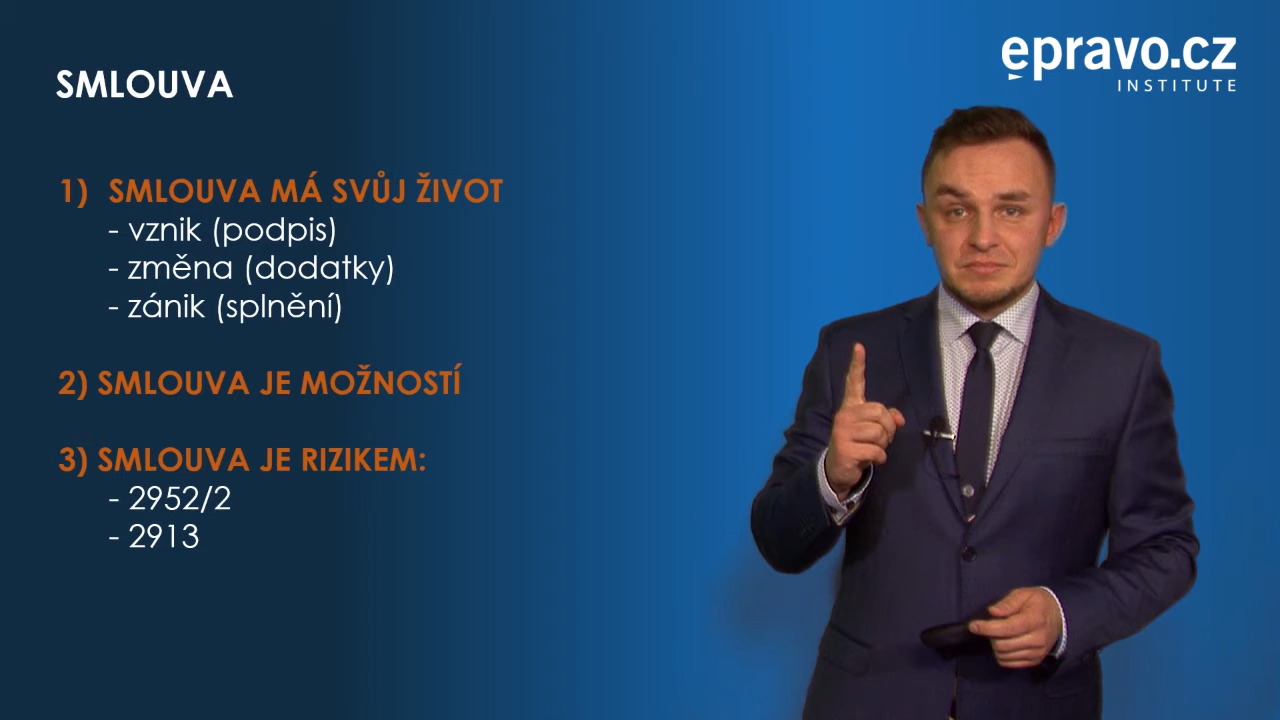 SMLOUVA
epravo.cz
INSTITUTE
1) SMLOUVA MÁ SVŮJ ŽIVOT
- vznik (podpis)
- změna (dodatky)
- zánik (splnění)
2) SMLOUVA JE MOŽNOSTÍ
3) SMLOUVA JE RIZIKEM:
- 2952/2
- 2913